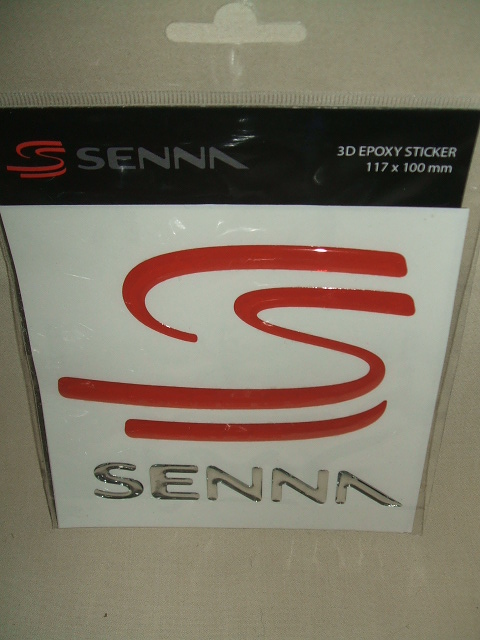 SENNA
3D EPOXY STICKER
117 x 100 mm
SENNA